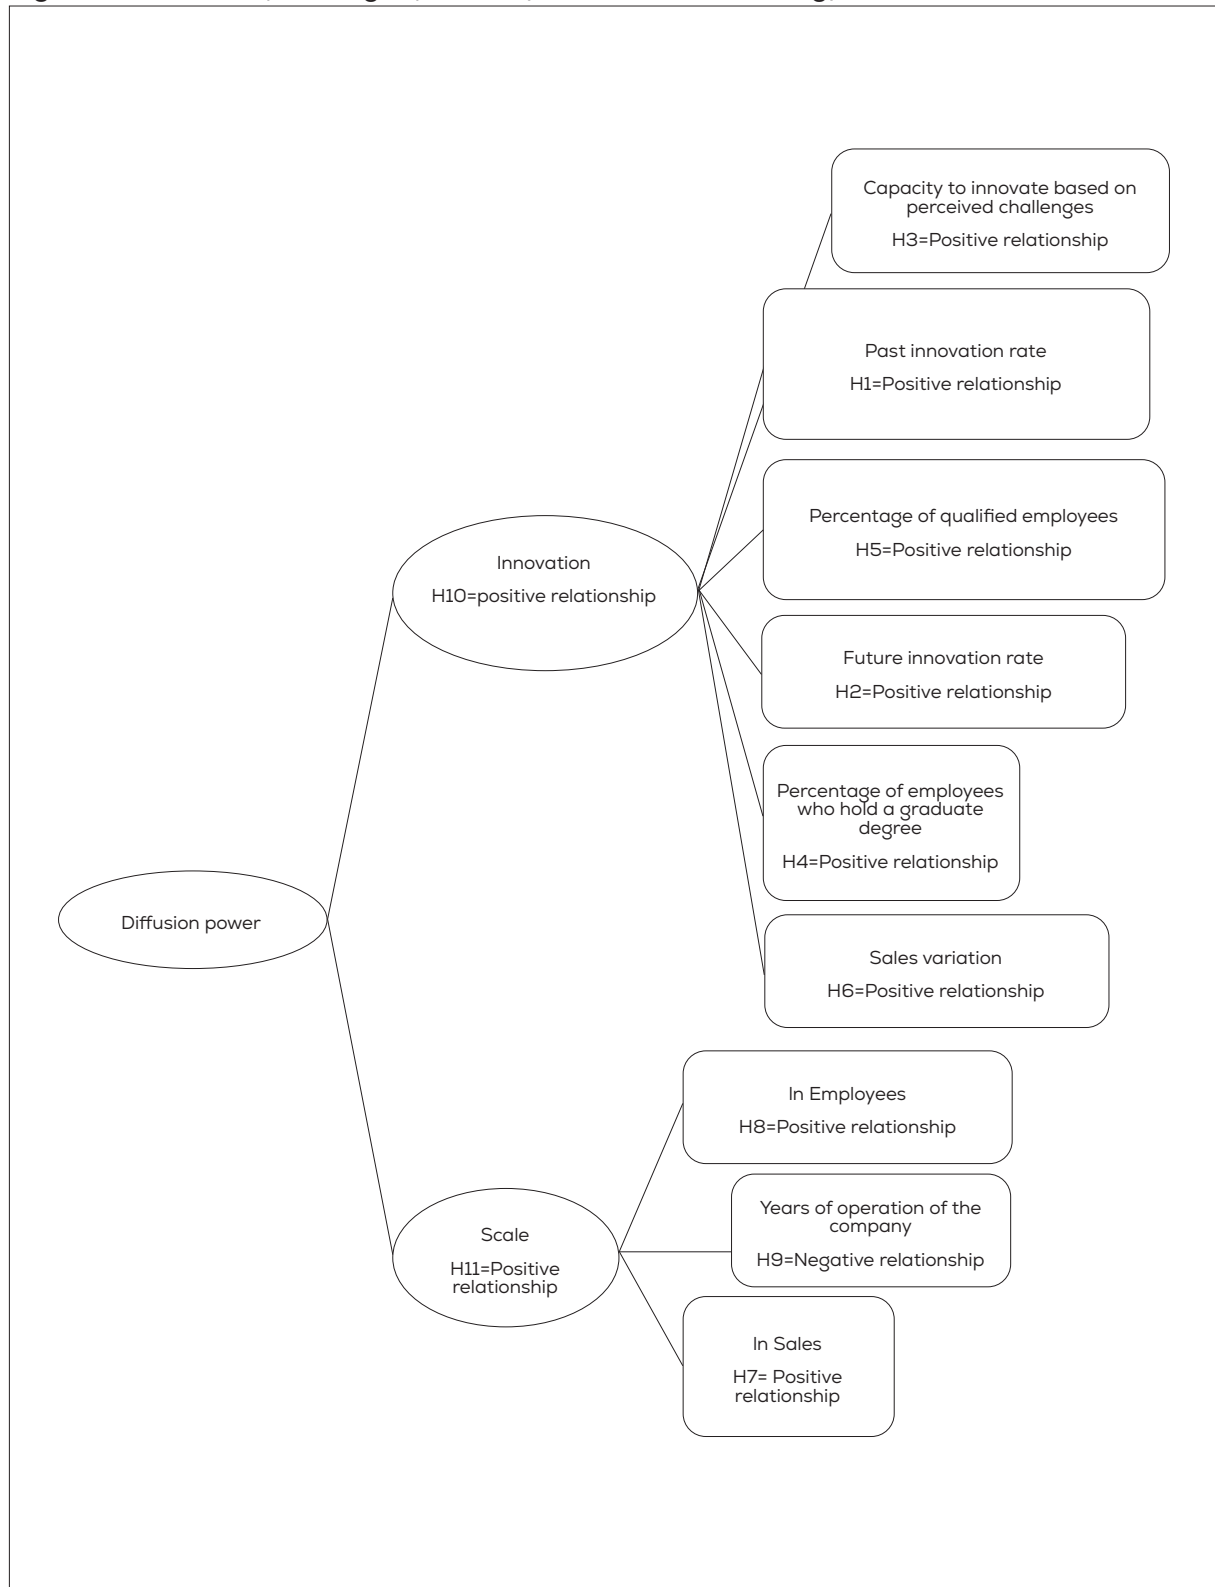 Capacity to innovate based on
perceived challenges
H3=Positive relationship
Past innovation rate
H1=Positive relationship
Percentage of qualified employees
H5=Positive relationship
Innovation
H10=positive relationship
Future innovation rate
H2=Positive relationship
Percentage of employees
who hold a graduate
degree
H4=Positive relationship
Diffusion power
Sales variation
H6=Positive relationship
In Employees
H8=Positive relationship
Years of operation of the
company
H9=Negative relationship
Scale
H11=Positive
relationship
In Sales
H7= Positive
relationship